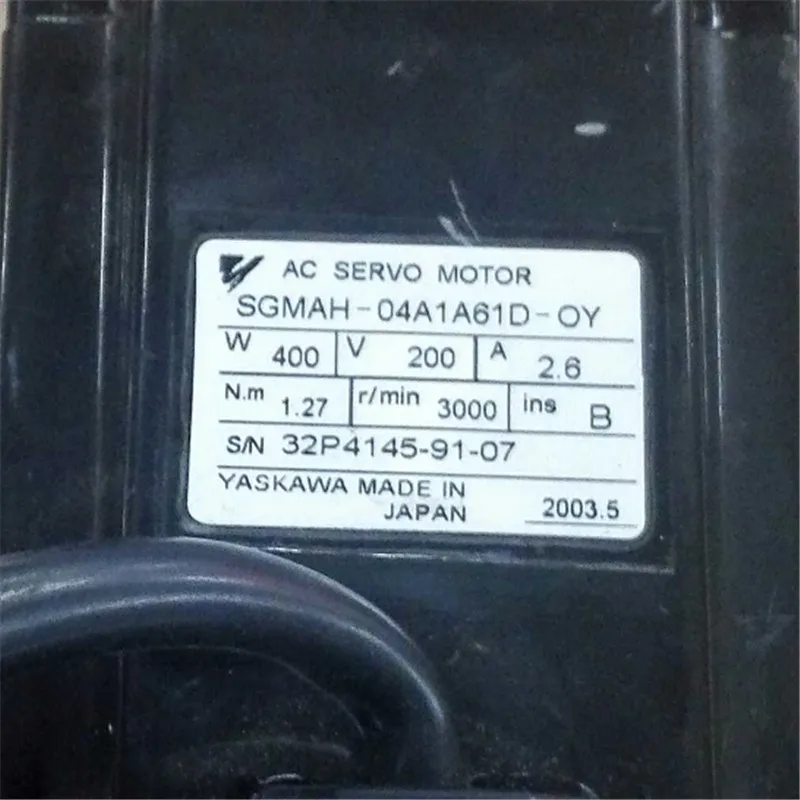 AC SERVO MOTOR
SGMAH-04A1A61D-OY
W 400 V 200 A 2.6
N.m 1.27 r/min 3000 ins B
S/N 32P4145-91-07
YASKAWA MADE IN
JAPAN 2003.5